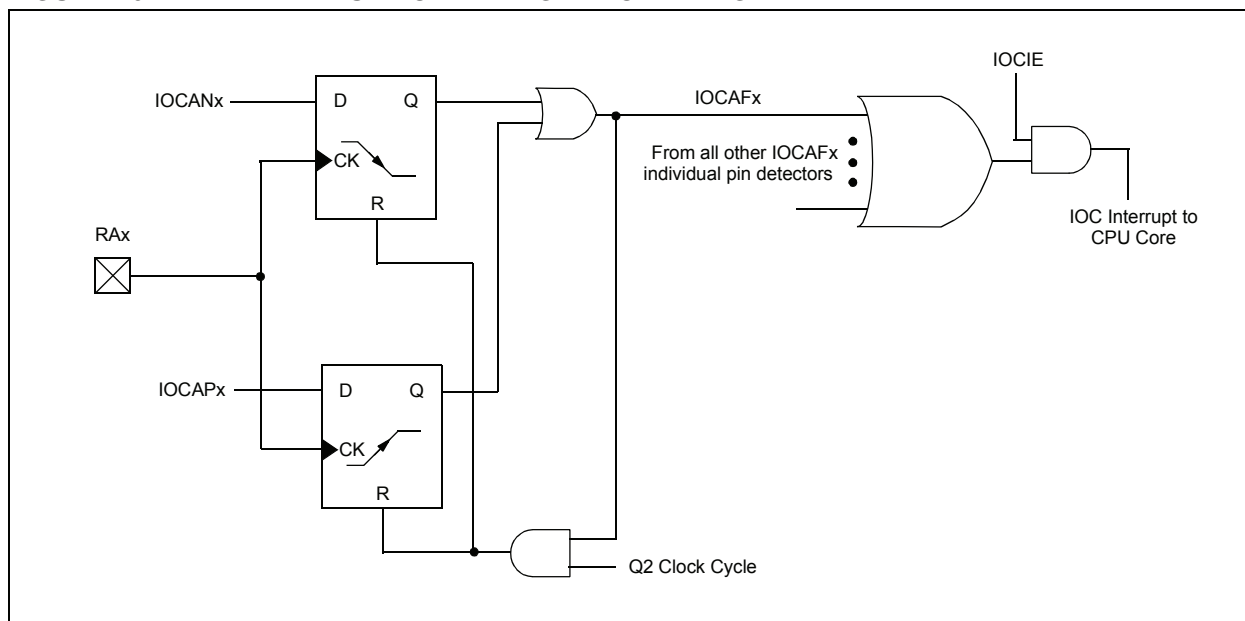 IOCIE
IOCANx
D
Q
IOCAFx
CK
From all other IOCAFx
individual pin detectors
R
IOC Interrupt to
CPU Core
RAx
IOCAPx
D
Q
CK
R
Q2 Clock Cycle